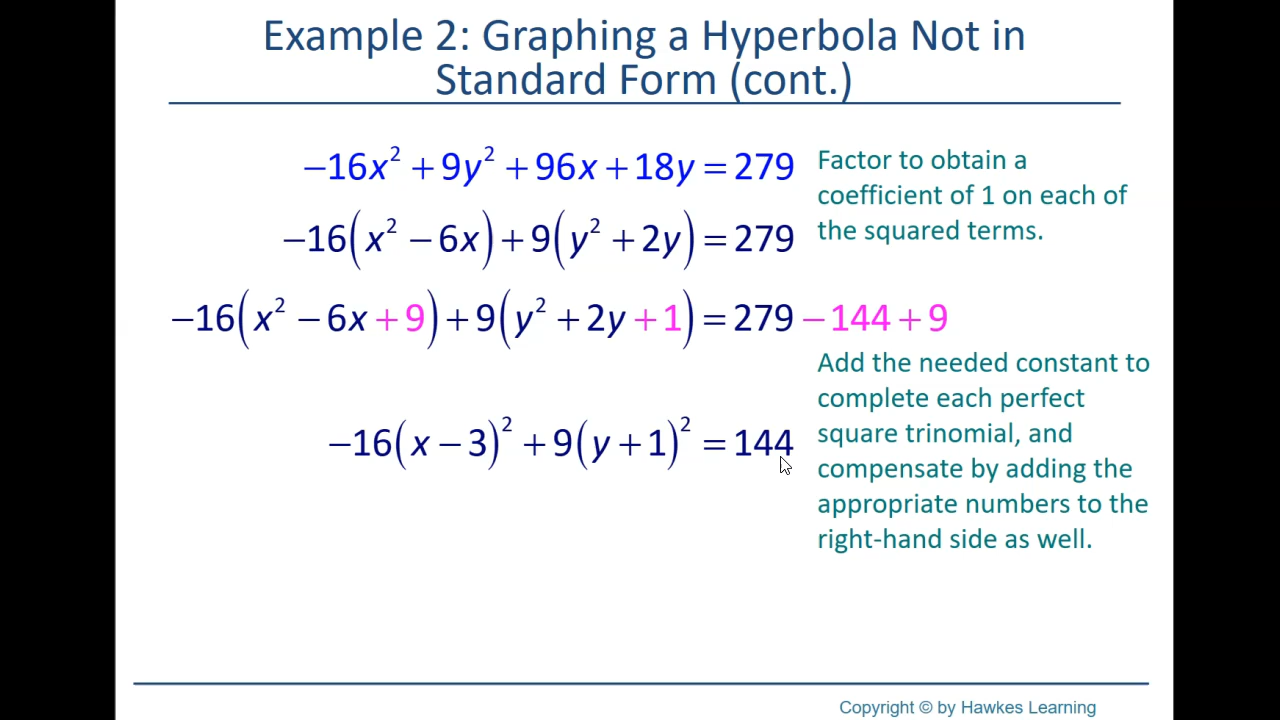 Example 2: Graphing a Hyperbola Not in
Standard Form (cont.)
−16x² + 9y² + 96x + 18y = 279
Factor to obtain a
coefficient of 1 on each of
the squared terms.
−16(x² − 6x) + 9(y² + 2y) = 279
−16(x² − 6x + 9) + 9(y² + 2y + 1) = 279 − 144 + 9
Add the needed constant to
complete each perfect
square trinomial, and
compensate by adding the
appropriate numbers to the
right-hand side as well.
−16(x − 3)² + 9(y + 1)² = 144
Copyright © by Hawkes Learning